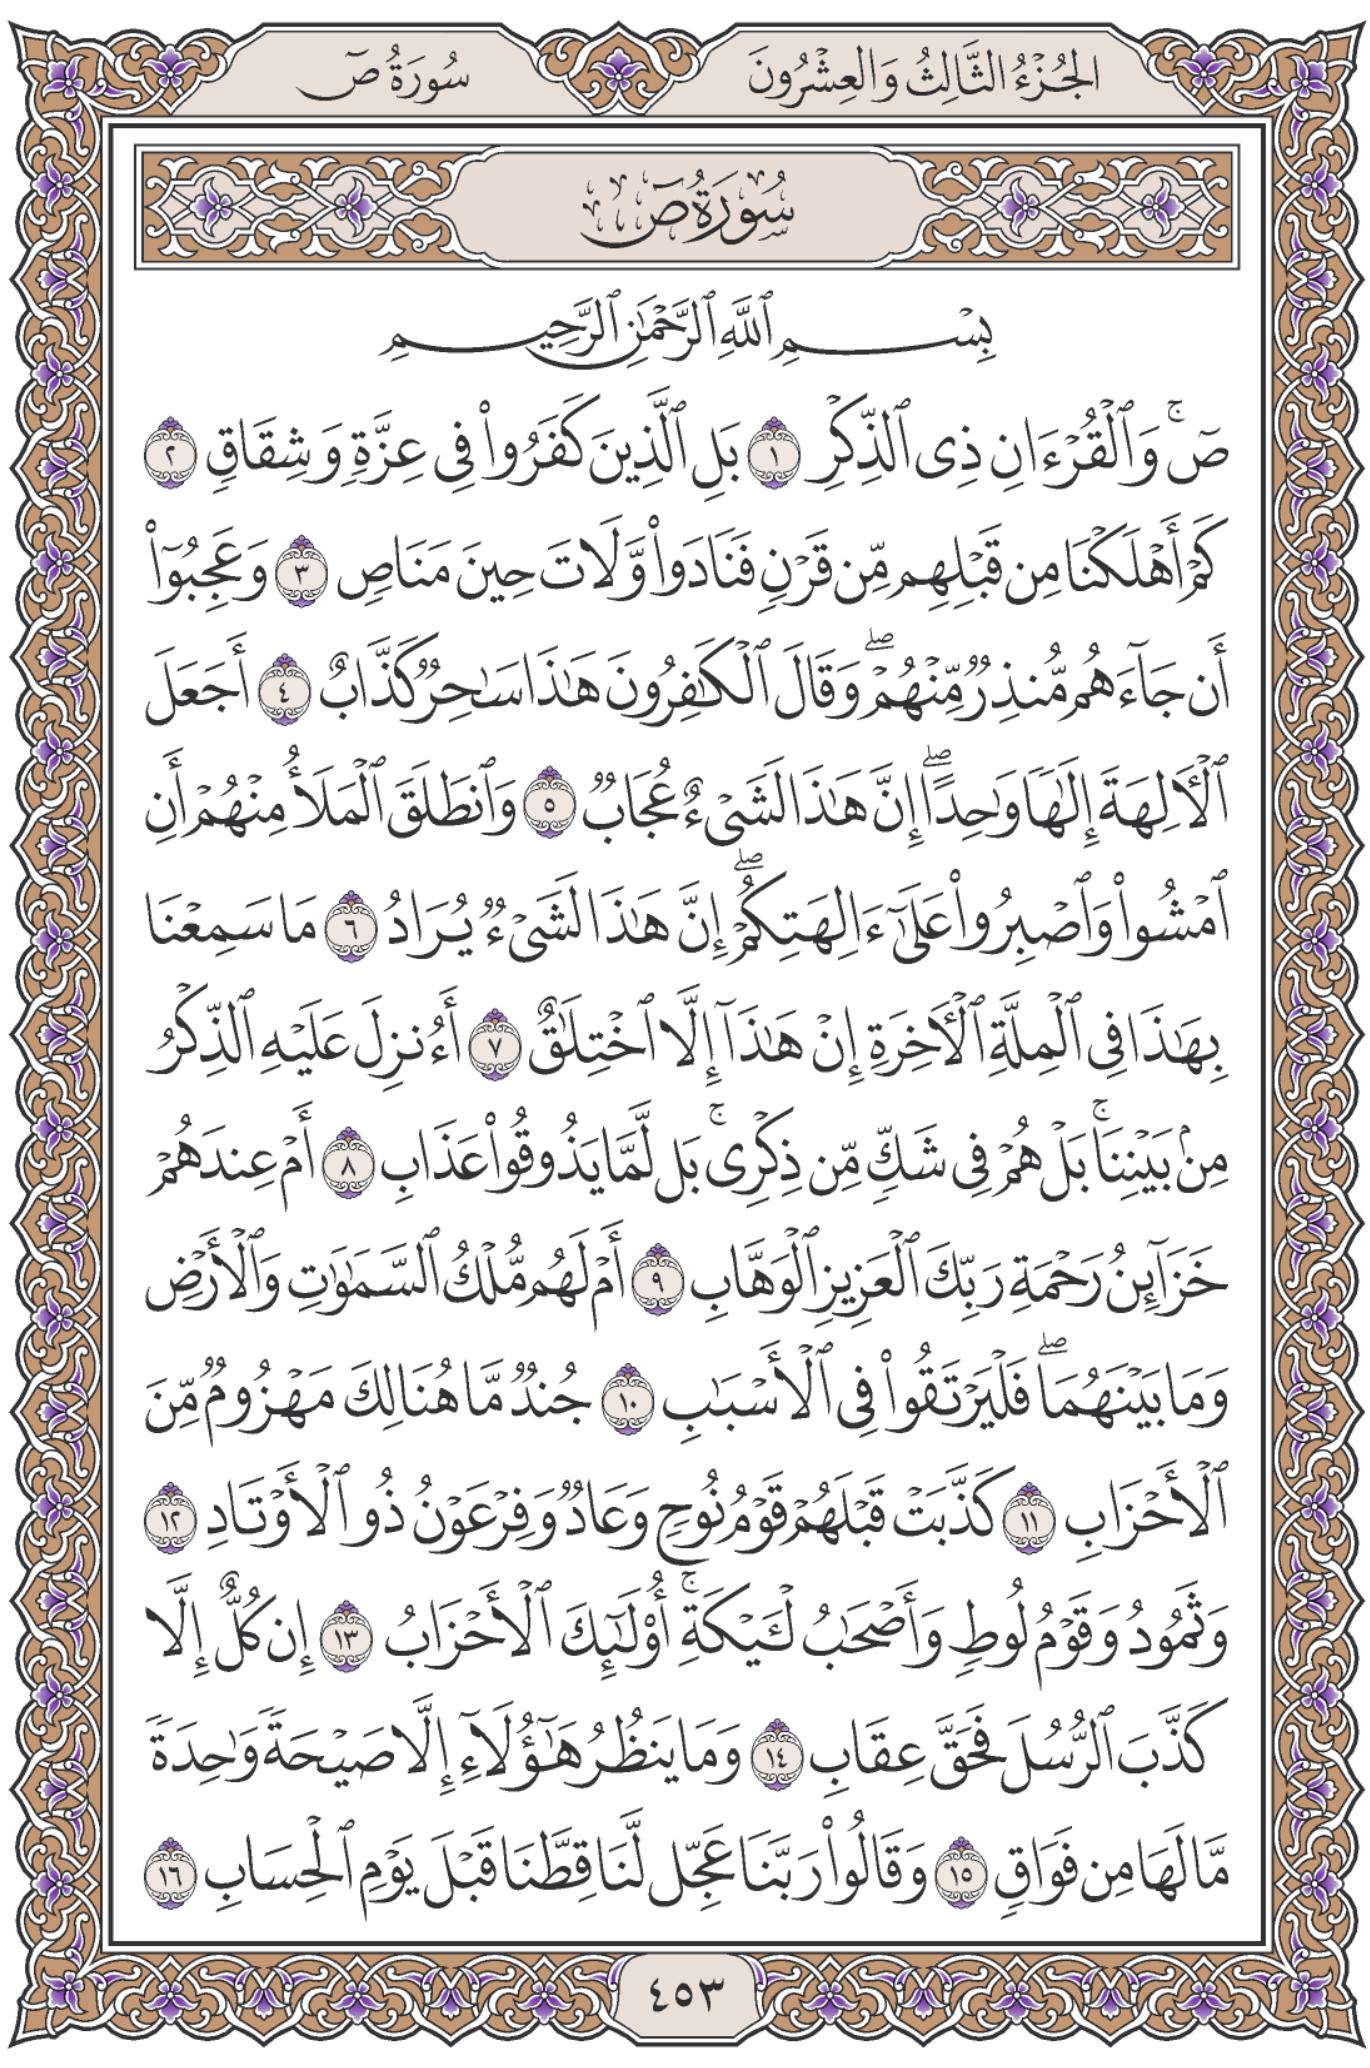 الجُزْءُ الثَّالِثُ وَالعِشْرُونَ
سُورَةُ صٓ
سُورَةُ صٓ
بِسْمِ ٱللَّهِ ٱلرَّحْمَٰنِ ٱلرَّحِيمِ
صٓۚ وَٱلْقُرْءَانِ ذِى ٱلذِّكْرِ ١ بَلِ ٱلَّذِينَ كَفَرُوا۟ فِى عِزَّةٍ وَشِقَاقٍ ٢
كَمْ أَهْلَكْنَا مِن قَبْلِهِم مِّن قَرْنٍ فَنَادَوا۟ وَّلَاتَ حِينَ مَنَاصٍ ٣ وَعَجِبُوٓا۟
أَن جَآءَهُم مُّنذِرٌ مِّنْهُمْۖ وَقَالَ ٱلْكَٰفِرُونَ هَٰذَا سَٰحِرٌ كَذَّابٌ ٤ أَجَعَلَ
ٱلْـَٔالِهَةَ إِلَٰهًا وَٰحِدًاۖ إِنَّ هَٰذَا لَشَىْءٌ عُجَابٌ ٥ وَٱنطَلَقَ ٱلْمَلَأُ مِنْهُمْ أَنِ
ٱمْشُوا۟ وَٱصْبِرُوا۟ عَلَىٰٓ ءَالِهَتِكُمْۖ إِنَّ هَٰذَا لَشَىْءٌ يُرَادُ ٦ مَا سَمِعْنَا
بِهَٰذَا فِى ٱلْمِلَّةِ ٱلْـَٔاخِرَةِ إِنْ هَٰذَآ إِلَّا ٱخْتِلَٰقٌ ٧ أَءُنزِلَ عَلَيْهِ ٱلذِّكْرُ
مِنۢ بَيْنِنَاۚ بَلْ هُمْ فِى شَكٍّ مِّن ذِكْرِىۚ بَل لَّمَّا يَذُوقُوا۟ عَذَابِ ٨ أَمْ عِندَهُمْ
خَزَآئِنُ رَحْمَةِ رَبِّكَ ٱلْعَزِيزِ ٱلْوَهَّابِ ٩ أَمْ لَهُم مُّلْكُ ٱلسَّمَٰوَٰتِ وَٱلْأَرْضِ
وَمَا بَيْنَهُمَاۖ فَلْيَرْتَقُوا۟ فِى ٱلْأَسْبَٰبِ ١٠ جُندٌ مَّا هُنَالِكَ مَهْزُومٌ مِّنَ
ٱلْأَحْزَابِ ١١ كَذَّبَتْ قَبْلَهُمْ قَوْمُ نُوحٍ وَعَادٌ وَفِرْعَوْنُ ذُو ٱلْأَوْتَادِ ١٢
وَثَمُودُ وَقَوْمُ لُوطٍ وَأَصْحَٰبُ لْـَٔيْكَةِۚ أُو۟لَٰٓئِكَ ٱلْأَحْزَابُ ١٣ إِن كُلٌّ إِلَّا
كَذَّبَ ٱلرُّسُلَ فَحَقَّ عِقَابِ ١٤ وَمَا يَنظُرُ هَٰٓؤُلَآءِ إِلَّا صَيْحَةً وَٰحِدَةً
مَّا لَهَا مِن فَوَاقٍ ١٥ وَقَالُوا۟ رَبَّنَا عَجِّل لَّنَا قِطَّنَا قَبْلَ يَوْمِ ٱلْحِسَابِ ١٦
٤٥٣